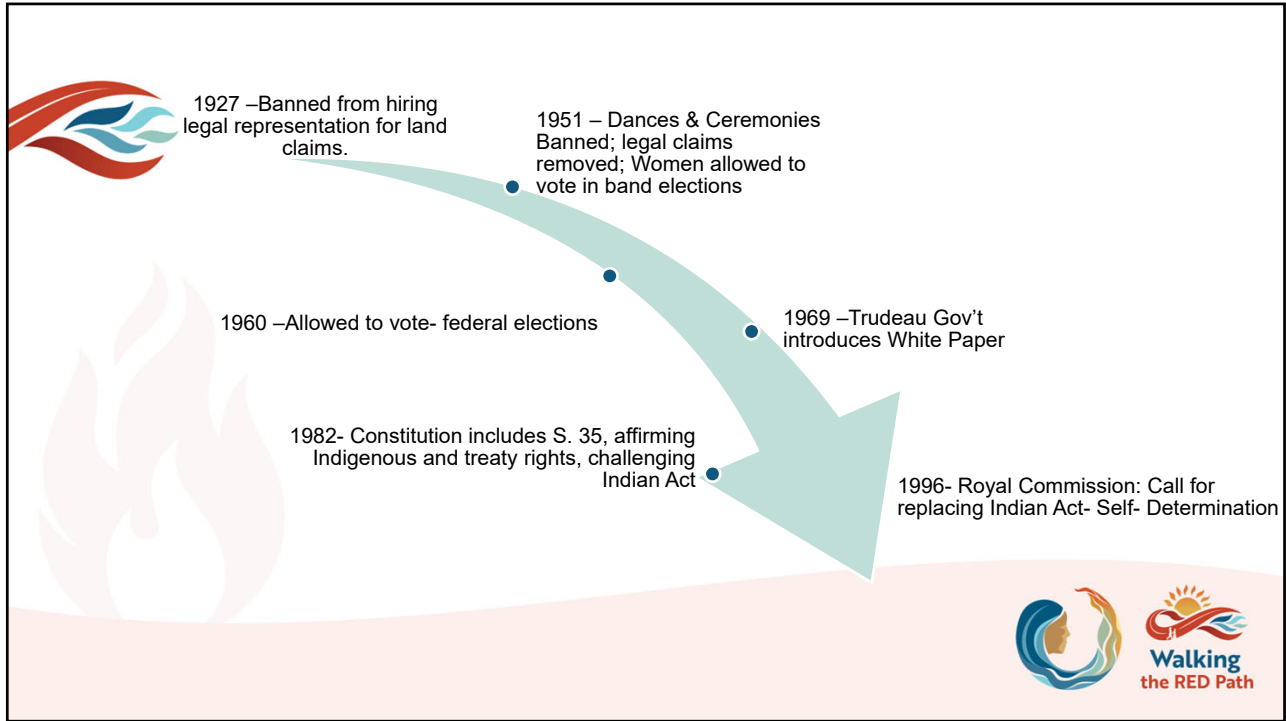 1927 –Banned from hiring
legal representation for land
claims.
1951 – Dances & Ceremonies
Banned; legal claims
removed; Women allowed to
vote in band elections
1960 –Allowed to vote- federal elections
1969 –Trudeau Gov’t
introduces White Paper
1982- Constitution includes S. 35, affirming
Indigenous and treaty rights, challenging
Indian Act
1996- Royal Commission: Call for
replacing Indian Act- Self- Determination
Walking
the RED Path